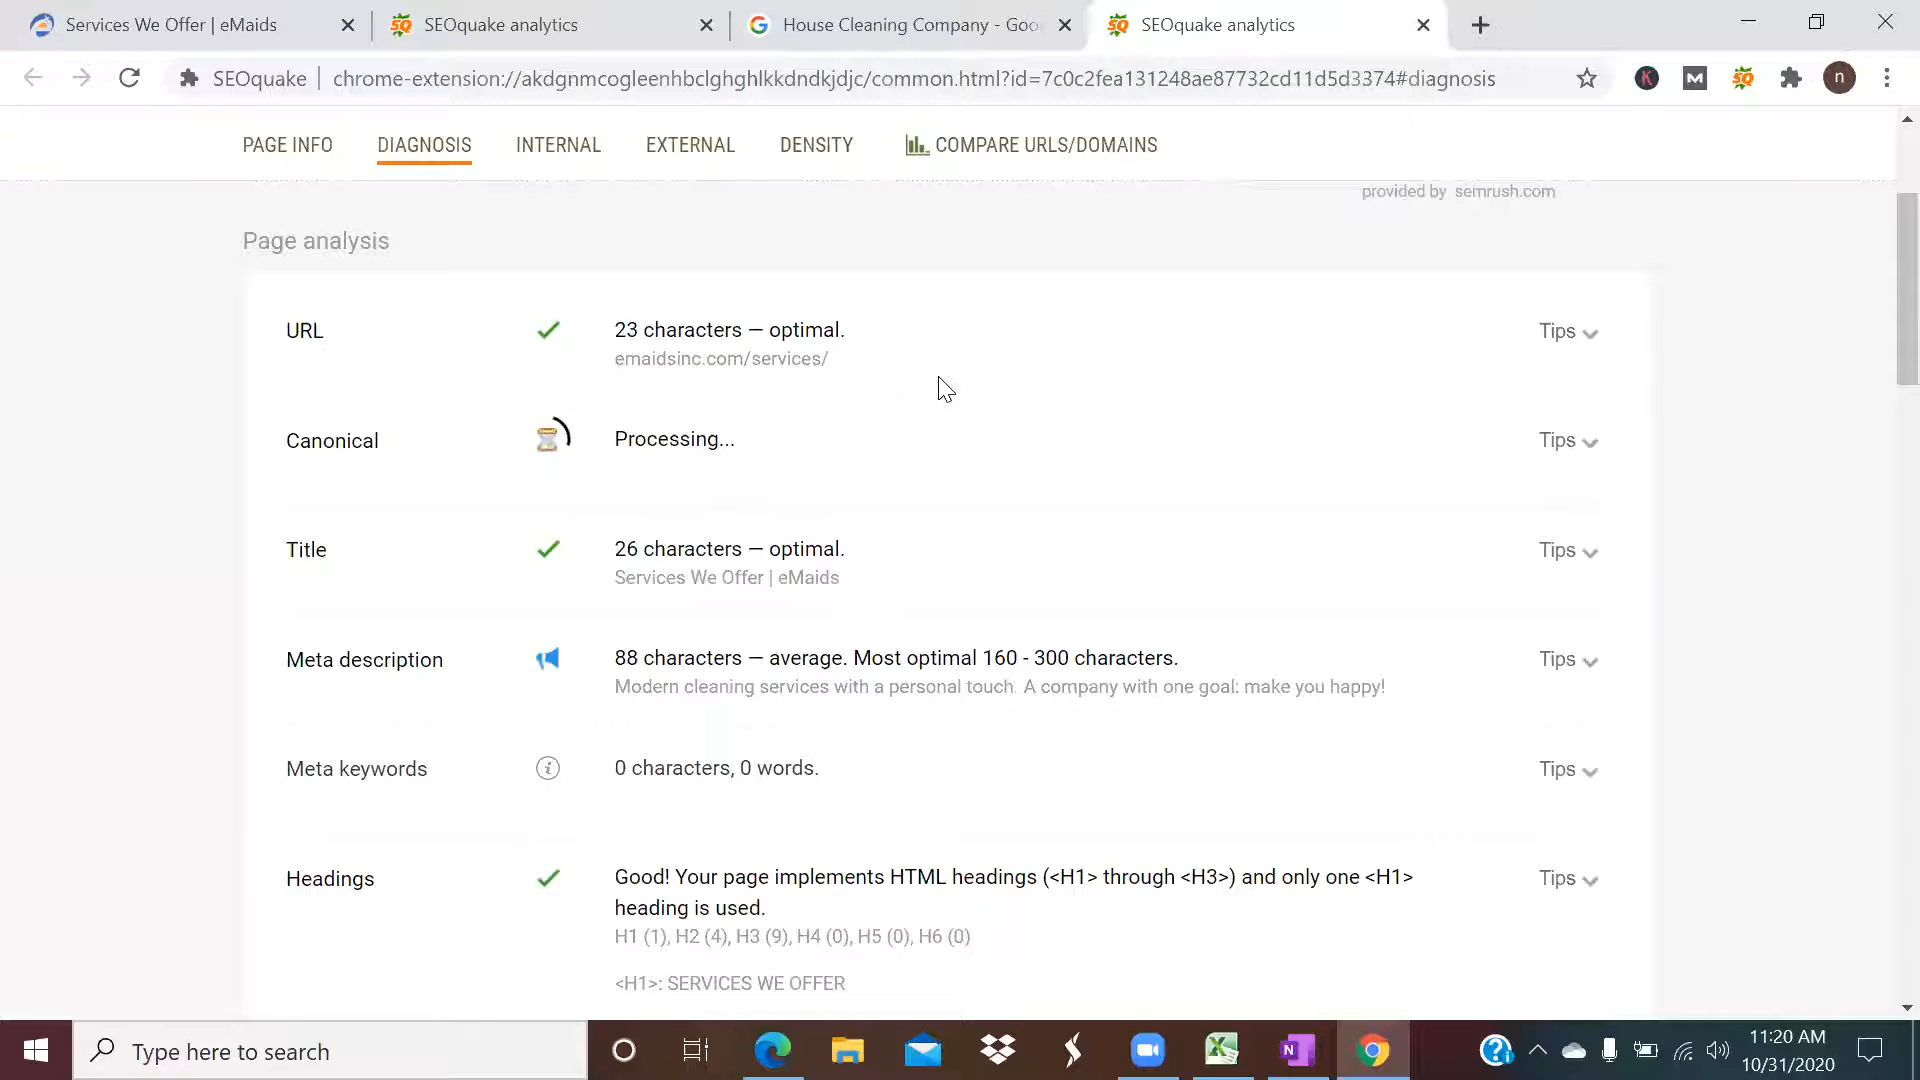 Services We Offer | eMaids
SEOquake analytics
House Cleaning Company - Goo
SEOquake analytics
SEOquake
chrome-extension://akdgnmcogleenhbclghghlkkdndkjdjc/common.html?id=7c0c2fea131248ae87732cd11d5d3374#diagnosis
PAGE INFO
DIAGNOSIS
INTERNAL
EXTERNAL
DENSITY
COMPARE URLS/DOMAINS
provided by semrush.com
Page analysis
URL
23 characters — optimal.
Tips
emaidsinc.com/services/
Canonical
Processing...
Tips
Title
26 characters — optimal.
Tips
Services We Offer | eMaids
Meta description
88 characters — average. Most optimal 160 - 300 characters.
Tips
Modern cleaning services with a personal touch. A company with one goal: make you happy!
Meta keywords
0 characters, 0 words.
Tips
Headings
Good! Your page implements HTML headings (<H1> through <H3>) and only one <H1>
Tips
heading is used.
H1 (1), H2 (4), H3 (9), H4 (0), H5 (0), H6 (0)
<H1>: SERVICES WE OFFER
Type here to search
11:20 AM
10/31/2020